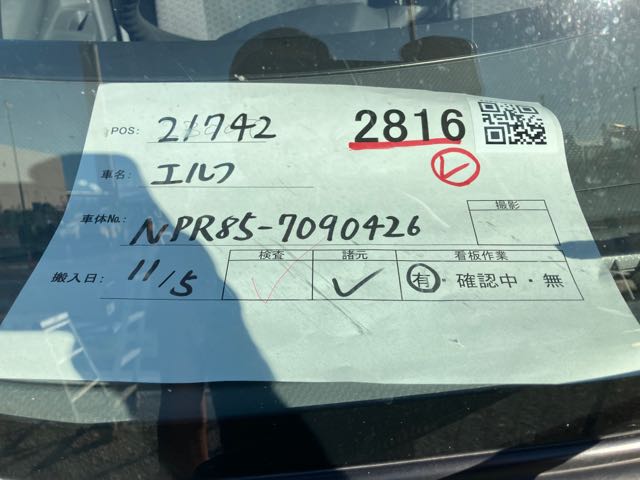 POS: 21742 2816
車名: エルフ
車体No.: NPR85-7090426 撮影
搬入日: 11/5 検査 諸元 看板作業
有・確認中・無